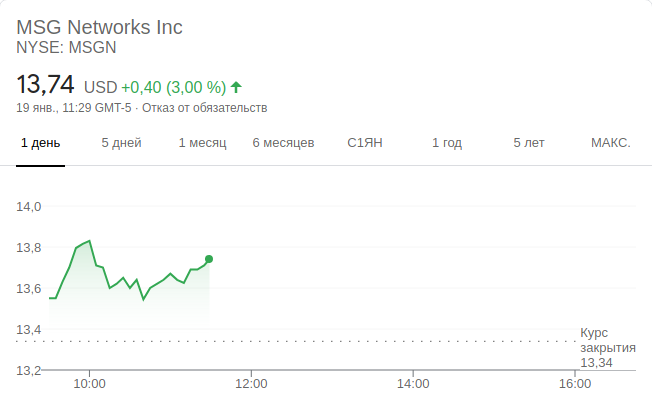 MSG Networks Inc
NYSE: MSGN
13,74 USD +0,40 (3,00 %)
19 янв., 11:29 GMT-5 · Отказ от обязательств
1 день 5 дней 1 месяц 6 месяцев С1ЯН 1 год 5 лет МАКС.
14,0
13,8
13,6
13,4
Курс
закрытия
13,34
13,2
10:00 12:00 14:00 16:00